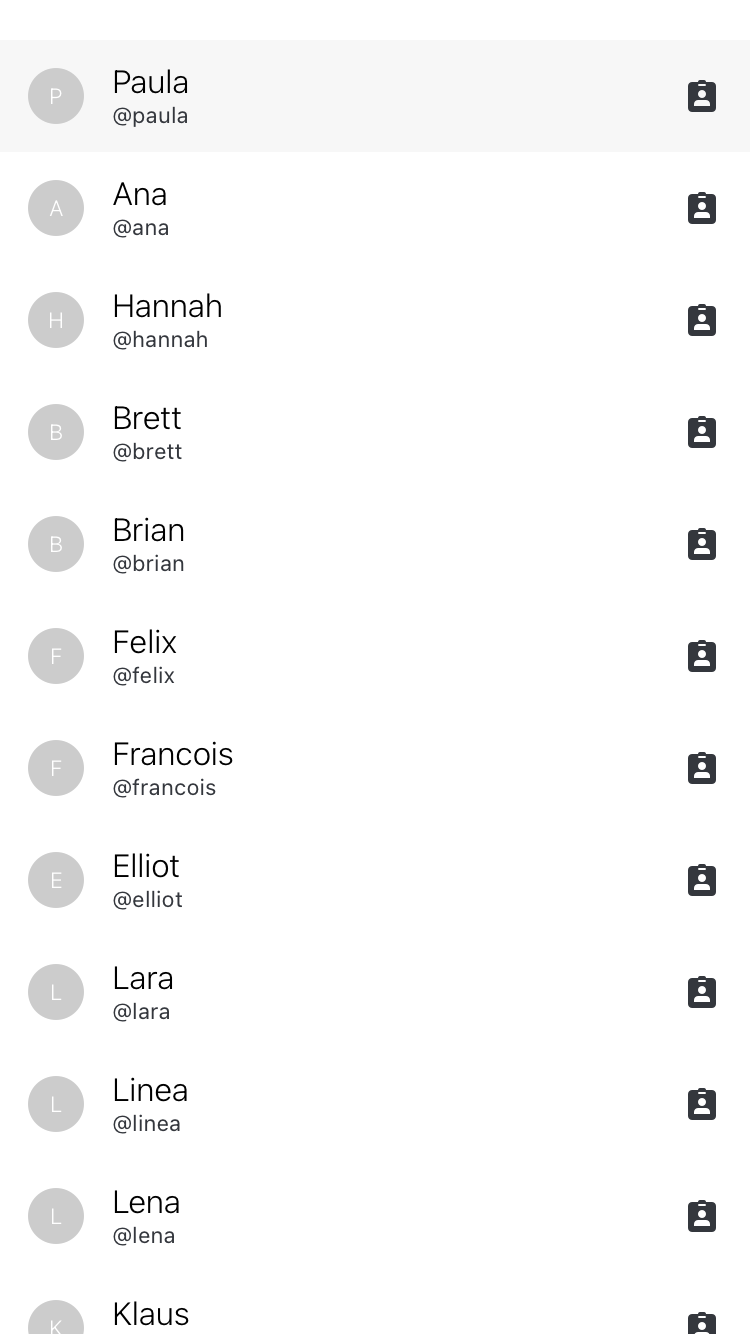 P
Paula
@paula
A
Ana
@ana
H
Hannah
@hannah
B
Brett
@brett
B
Brian
@brian
F
Felix
@felix
F
Francois
@francois
E
Elliot
@elliot
L
Lara
@lara
L
Linea
@linea
L
Lena
@lena
K
Klaus